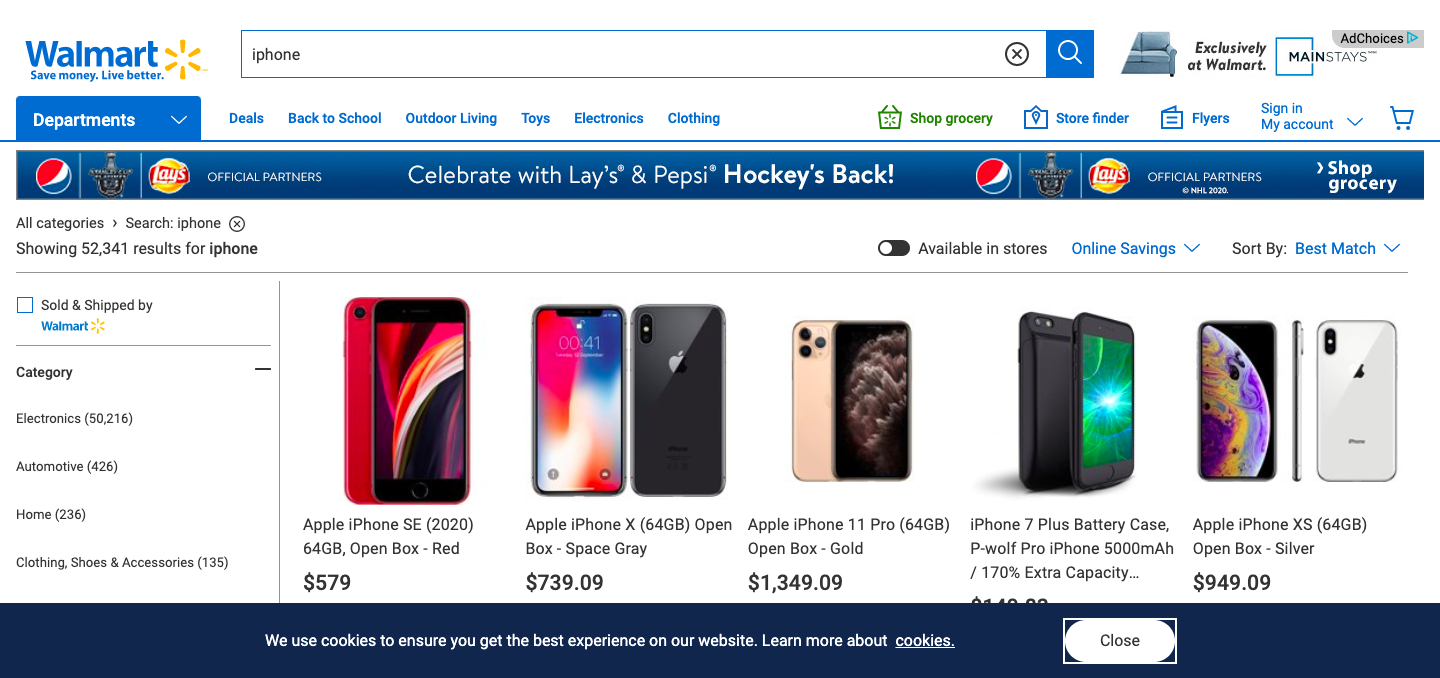 Walmart
Save money. Live better.
iphone
Exclusively
at Walmart.
MAINSTAYS
AdChoices
Departments
Deals
Back to School
Outdoor Living
Toys
Electronics
Clothing
Shop grocery
Store finder
Flyers
Sign in
My account
OFFICIAL PARTNERS
Celebrate with Lay's® & Pepsi® Hockey's Back!
Lay's
Lay's
OFFICIAL PARTNERS
© NHL 2020.
› Shop
grocery
All categories › Search: iphone
Showing 52,341 results for iphone
Available in stores
Online Savings
Sort By: Best Match
Sold & Shipped by
Walmart
Category
Electronics (50,216)
Automotive (426)
Home (236)
Clothing, Shoes & Accessories (135)
00:41
iPhone
iPhone
Apple iPhone SE (2020)
64GB, Open Box - Red
$579
Apple iPhone X (64GB) Open
Box - Space Gray
$739.09
Apple iPhone 11 Pro (64GB)
Open Box - Gold
$1,349.09
iPhone 7 Plus Battery Case,
P-wolf Pro iPhone 5000mAh
/ 170% Extra Capacity...
Apple iPhone XS (64GB)
Open Box - Silver
$949.09
We use cookies to ensure you get the best experience on our website. Learn more about cookies.
Close